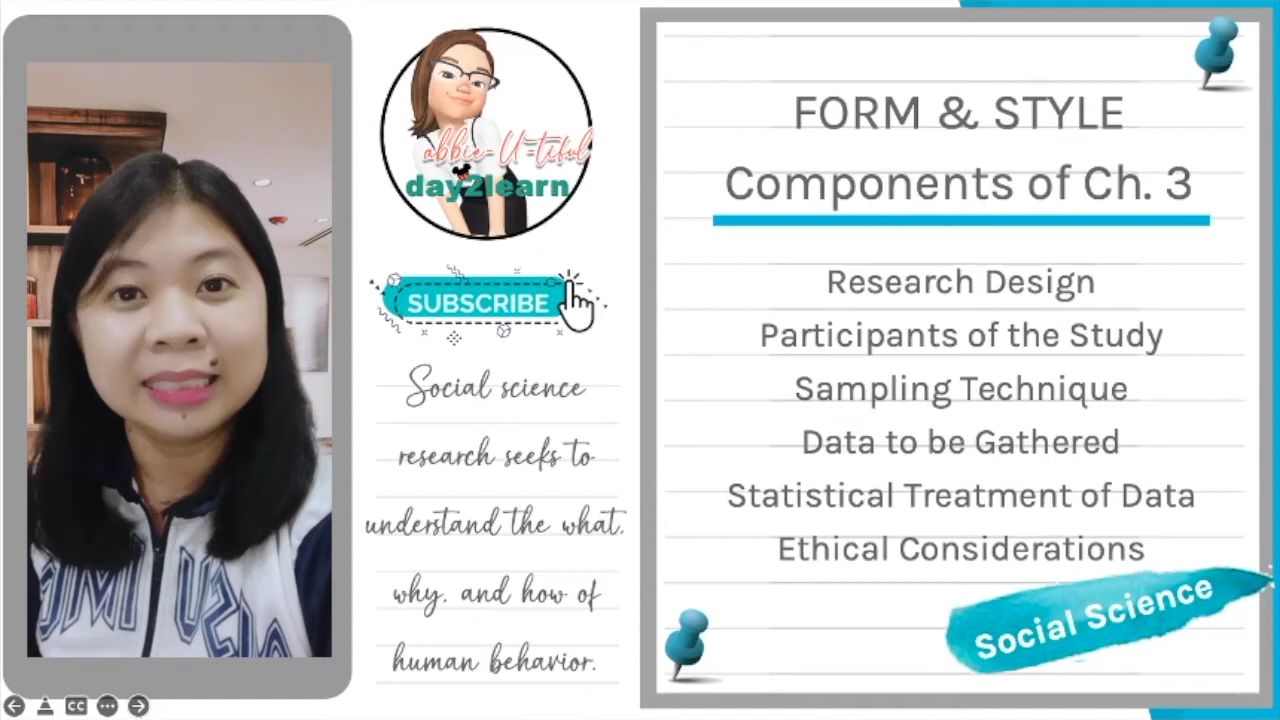 abbie-U-tiful
day2learn
SUBSCRIBE
Social science
research seeks to
understand the what,
why, and how of
human behavior.
FORM & STYLE
Components of Ch. 3
Research Design
Participants of the Study
Sampling Technique
Data to be Gathered
Statistical Treatment of Data
Ethical Considerations
Social Science
CC